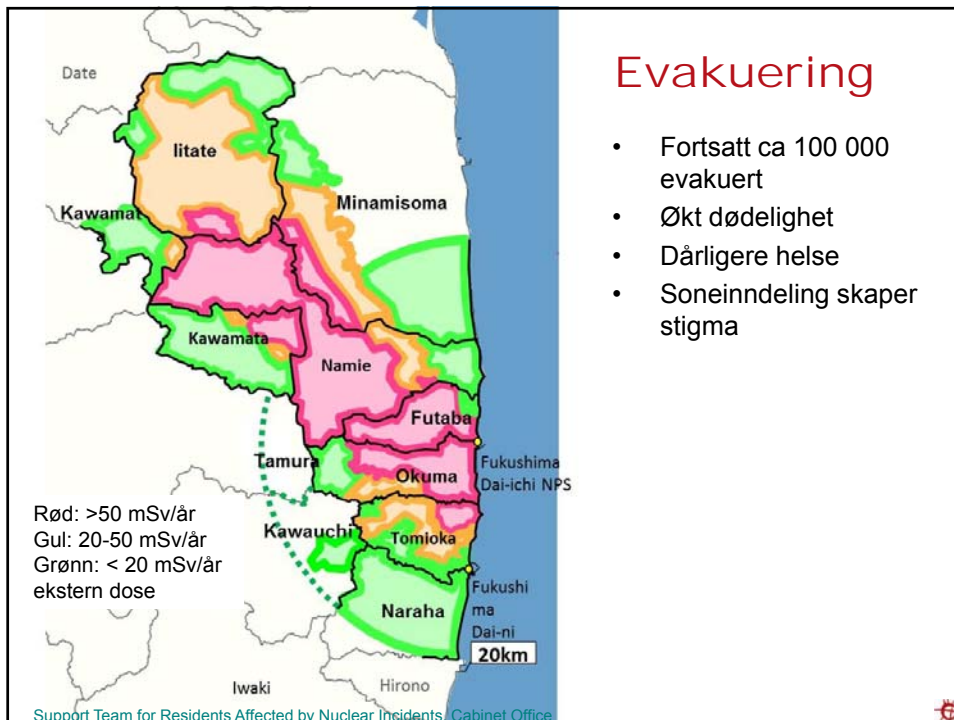 Evakuering
• Fortsatt ca 100 000
evakuert
• Økt dødelighet
• Dårligere helse
• Soneinndeling skaper
stigma
Date
Iitate
Kawamat
Minamisoma
Kawamata
Namie
Futaba
Fukushima
Dai-ichi NPS
Tamura
Okuma
Kawauchi
Tomioka
Fukushi
ma
Dai-ni
Naraha
20km
Iwaki
Hirono
Rød: >50 mSv/år
Gul: 20-50 mSv/år
Grønn: < 20 mSv/år
ekstern dose
Support Team for Residents Affected by Nuclear Incidents, Cabinet Office